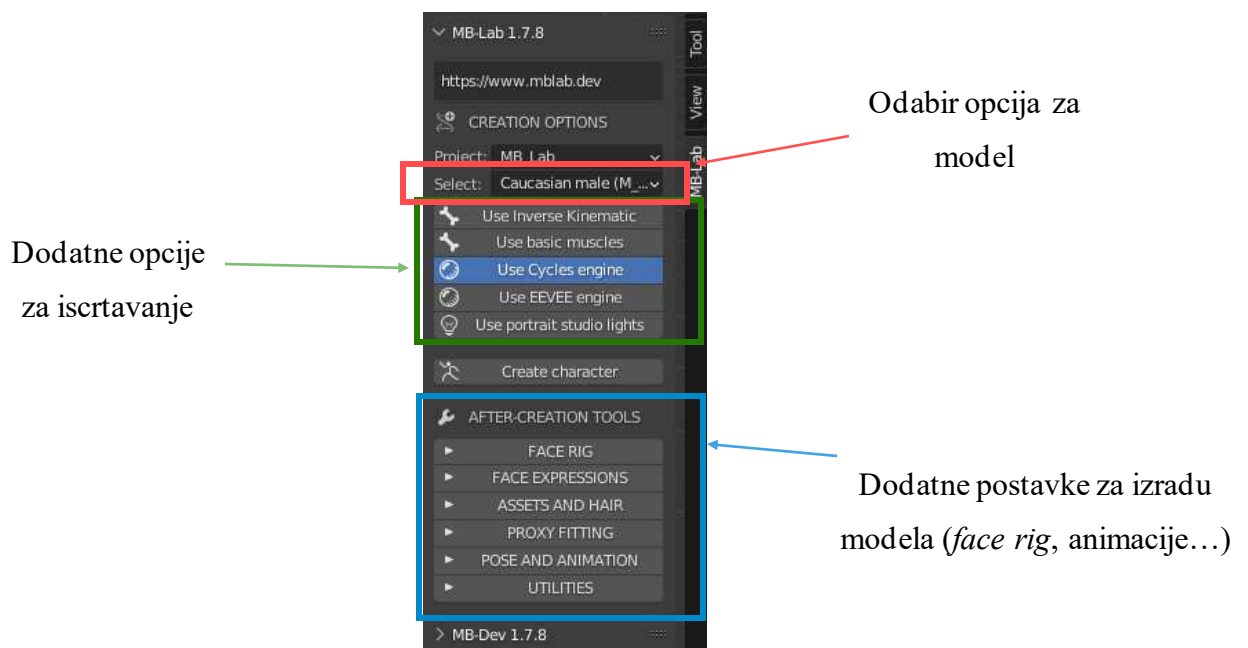 MB-Lab 1.7.8
https://www.mblab.dev
CREATION OPTIONS
Project: MB_Lab
Select: Caucasian male (M_...
Use Inverse Kinematic
Use basic muscles
Use Cycles engine
Use EEVEE engine
Use portrait studio lights
Create character
AFTER-CREATION TOOLS
FACE RIG
FACE EXPRESSIONS
ASSETS AND HAIR
PROXY FITTING
POSE AND ANIMATION
UTILITIES
MB-Dev 1.7.8
Tool
View
MB-Lab
Odabir opcija za
model
Dodatne opcije
za iscrtavanje
Dodatne postavke za izradu
modela (face rig, animacije…)